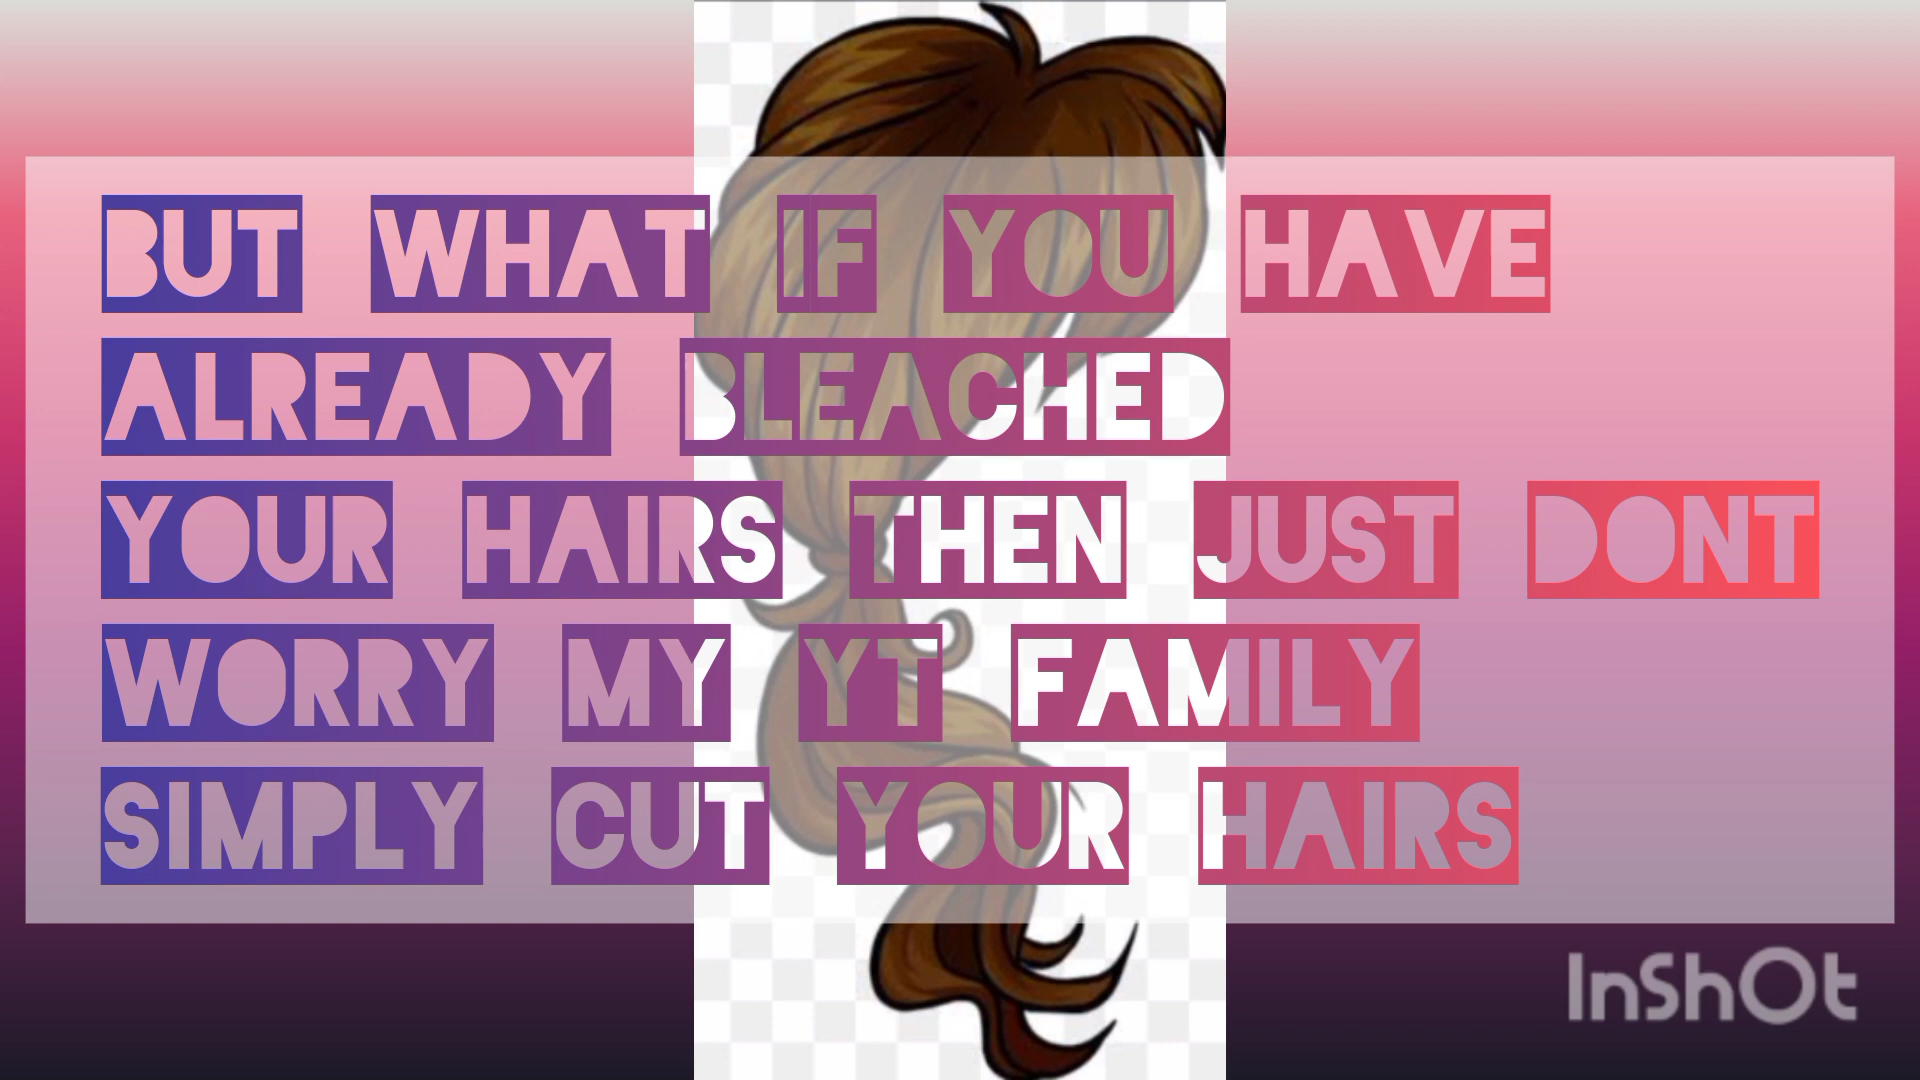 BUT WHAT IF YOU HAVE
ALREADY BLEACHED
YOUR HAIRS THEN JUST DONT
WORRY MY YT FAMILY
SIMPLY CUT YOUR HAIRS
InShOt